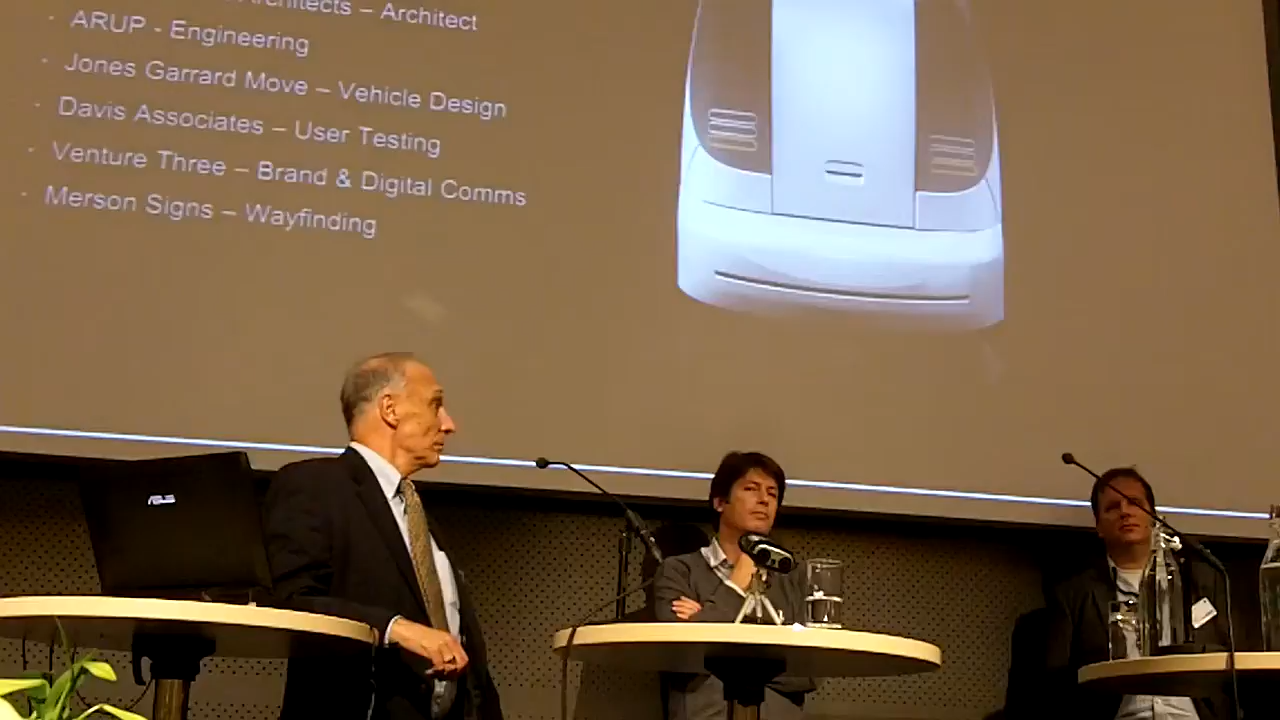 Architects – Architect
ARUP - Engineering
Jones Garrard Move – Vehicle Design
Davis Associates – User Testing
Venture Three – Brand & Digital Comms
Merson Signs – Wayfinding
ASUS